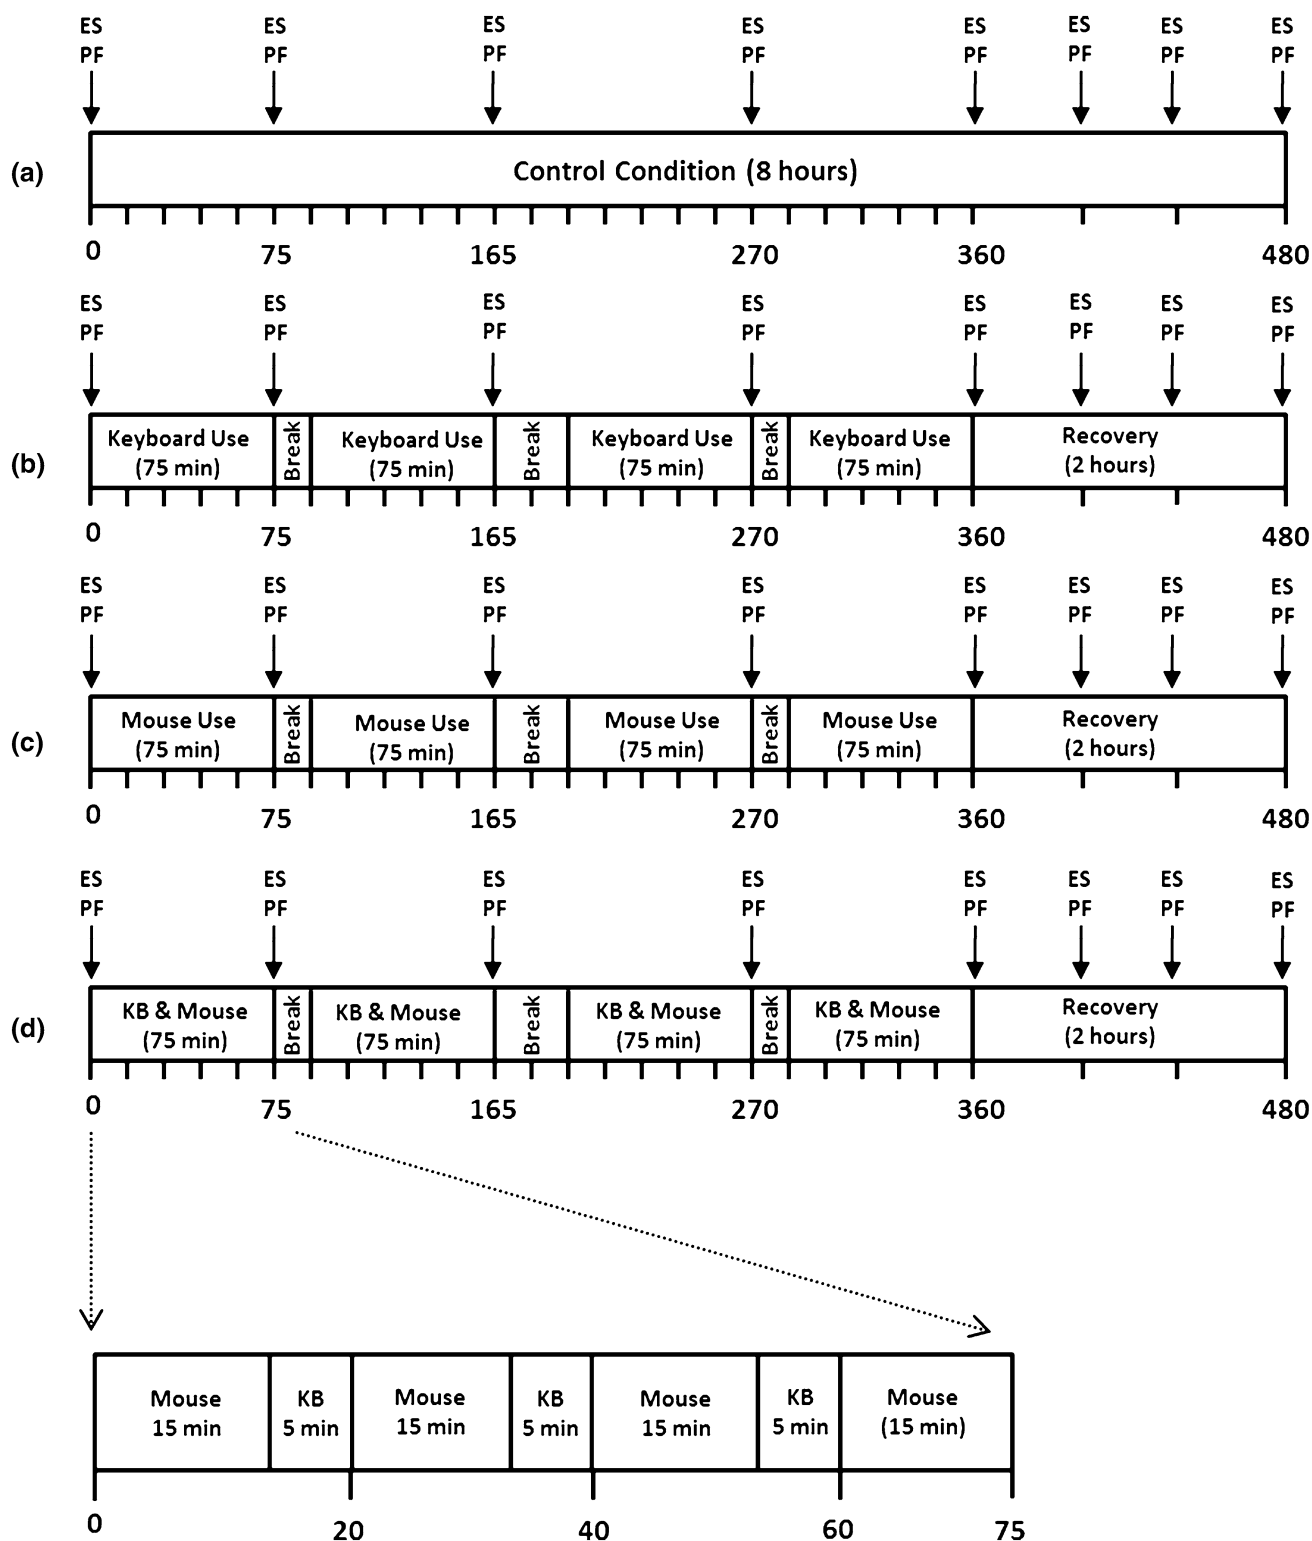 ES ES ES ES ES ES ES ES
PF PF PF PF PF PF PF PF
(a) Control Condition (8 hours)
0 75 165 270 360 480
ES ES ES ES ES ES ES ES
PF PF PF PF PF PF PF PF
(b)
Keyboard Use
(75 min)
Break
Keyboard Use
(75 min)
Break
Keyboard Use
(75 min)
Break
Keyboard Use
(75 min)
Recovery
(2 hours)
0 75 165 270 360 480
ES ES ES ES ES ES ES ES
PF PF PF PF PF PF PF PF
(c)
Mouse Use
(75 min)
Break
Mouse Use
(75 min)
Break
Mouse Use
(75 min)
Break
Mouse Use
(75 min)
Recovery
(2 hours)
0 75 165 270 360 480
ES ES ES ES ES ES ES ES
PF PF PF PF PF PF PF PF
(d)
KB & Mouse
(75 min)
Break
KB & Mouse
(75 min)
Break
KB & Mouse
(75 min)
Break
KB & Mouse
(75 min)
Recovery
(2 hours)
0 75 165 270 360 480
Mouse
15 min
KB
5 min
Mouse
15 min
KB
5 min
Mouse
15 min
KB
5 min
Mouse
(15 min)
0 20 40 60 75